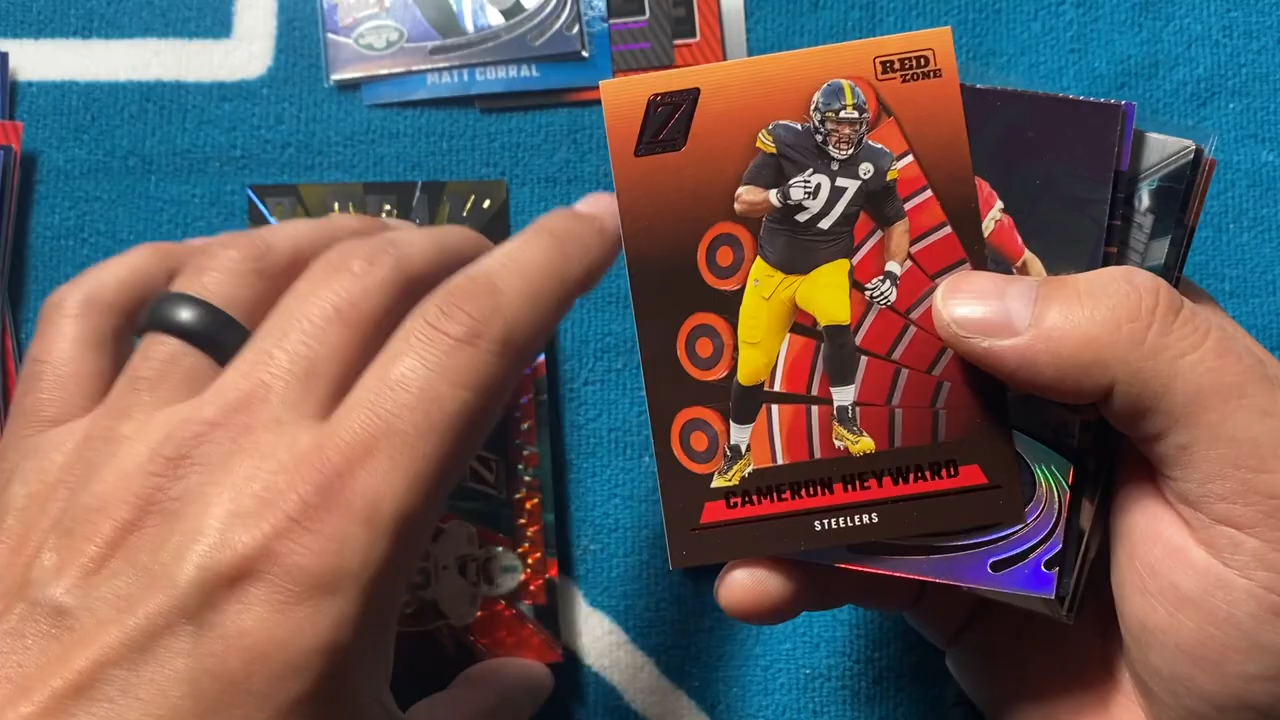 MATT CORRAL
RED
ZONE
Z
97
CAMERON HEYWARD
STEELERS